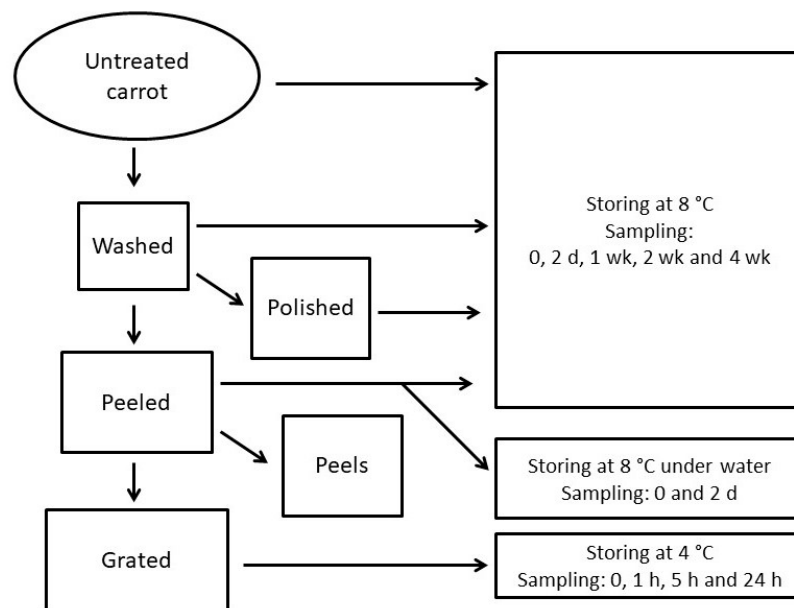 Untreated
carrot
Washed
Polished
Peeled
Peels
Grated
Storing at 8 °C
Sampling:
0, 2 d, 1 wk, 2 wk and 4 wk
Storing at 8 °C under water
Sampling: 0 and 2 d
Storing at 4 °C
Sampling: 0, 1 h, 5 h and 24 h